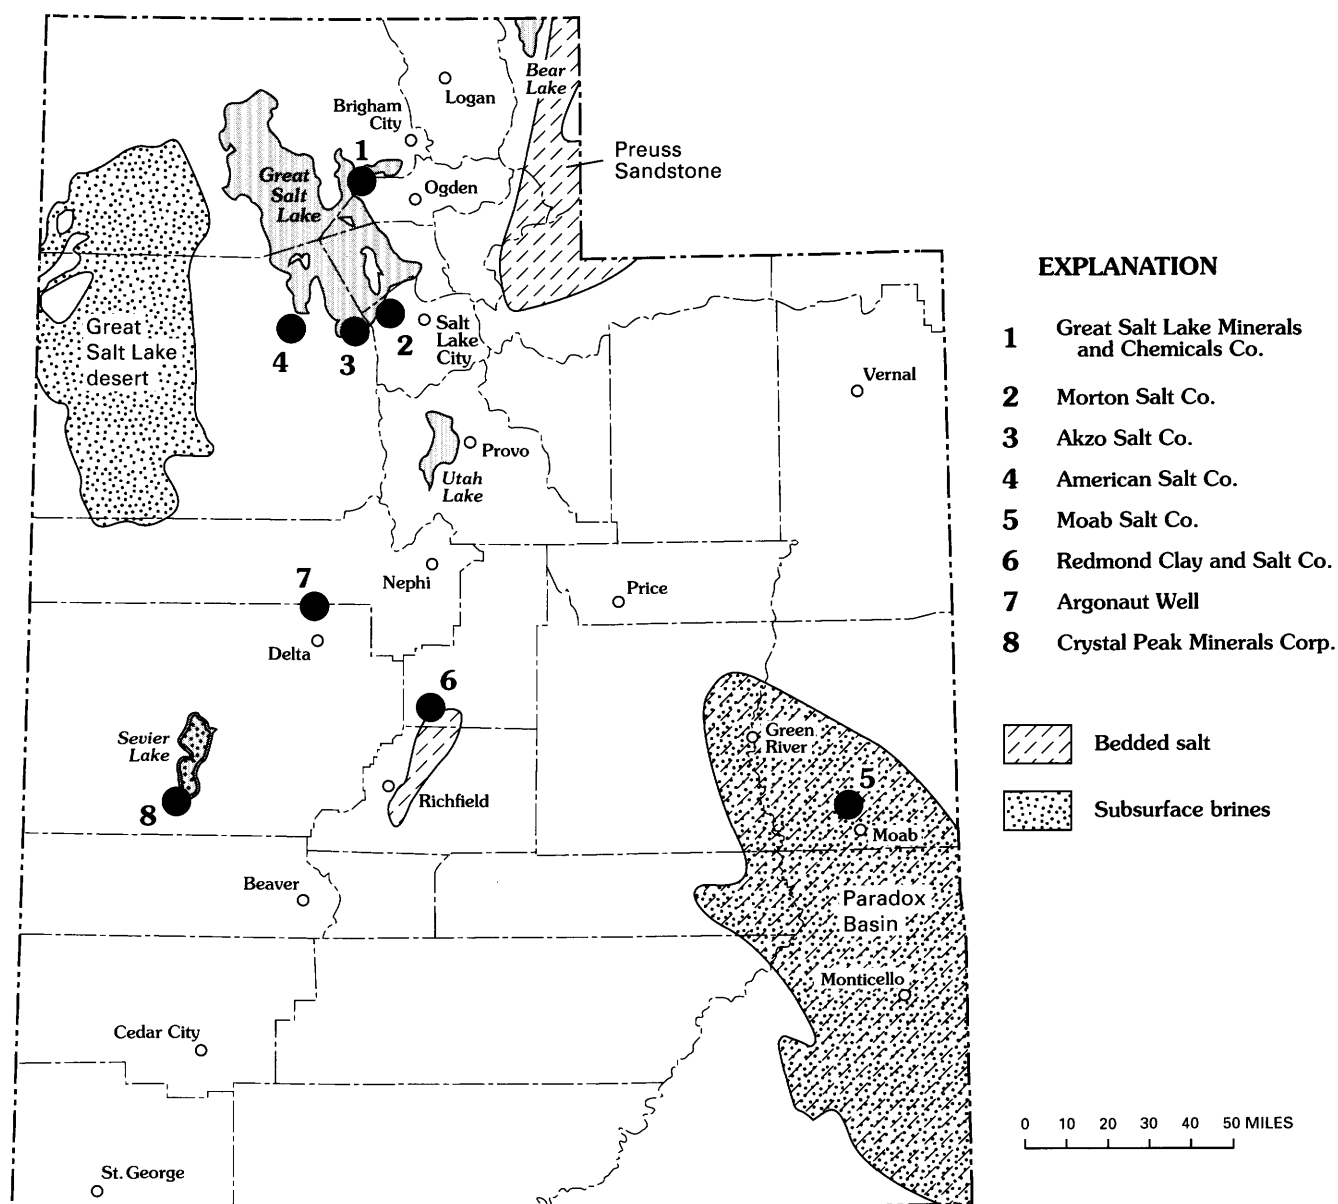 Bear
Lake
Logan
Brigham
City
1
Preuss
Sandstone
Great
Salt
Lake
Ogden
EXPLANATION
Great
Salt Lake
desert
4
3
2
Salt
Lake
City
1 Great Salt Lake Minerals
and Chemicals Co.
Vernal
2 Morton Salt Co.
3 Akzo Salt Co.
Provo
Utah
Lake
4 American Salt Co.
5 Moab Salt Co.
6 Redmond Clay and Salt Co.
7 Argonaut Well
8 Crystal Peak Minerals Corp.
7
Nephi
Price
Delta
6
Sevier
Lake
8
Richfield
Green
River
5
Moab
Bedded salt
Subsurface brines
Beaver
Paradox
Basin
Monticello
Cedar City
St. George
0 10 20 30 40 50 MILES